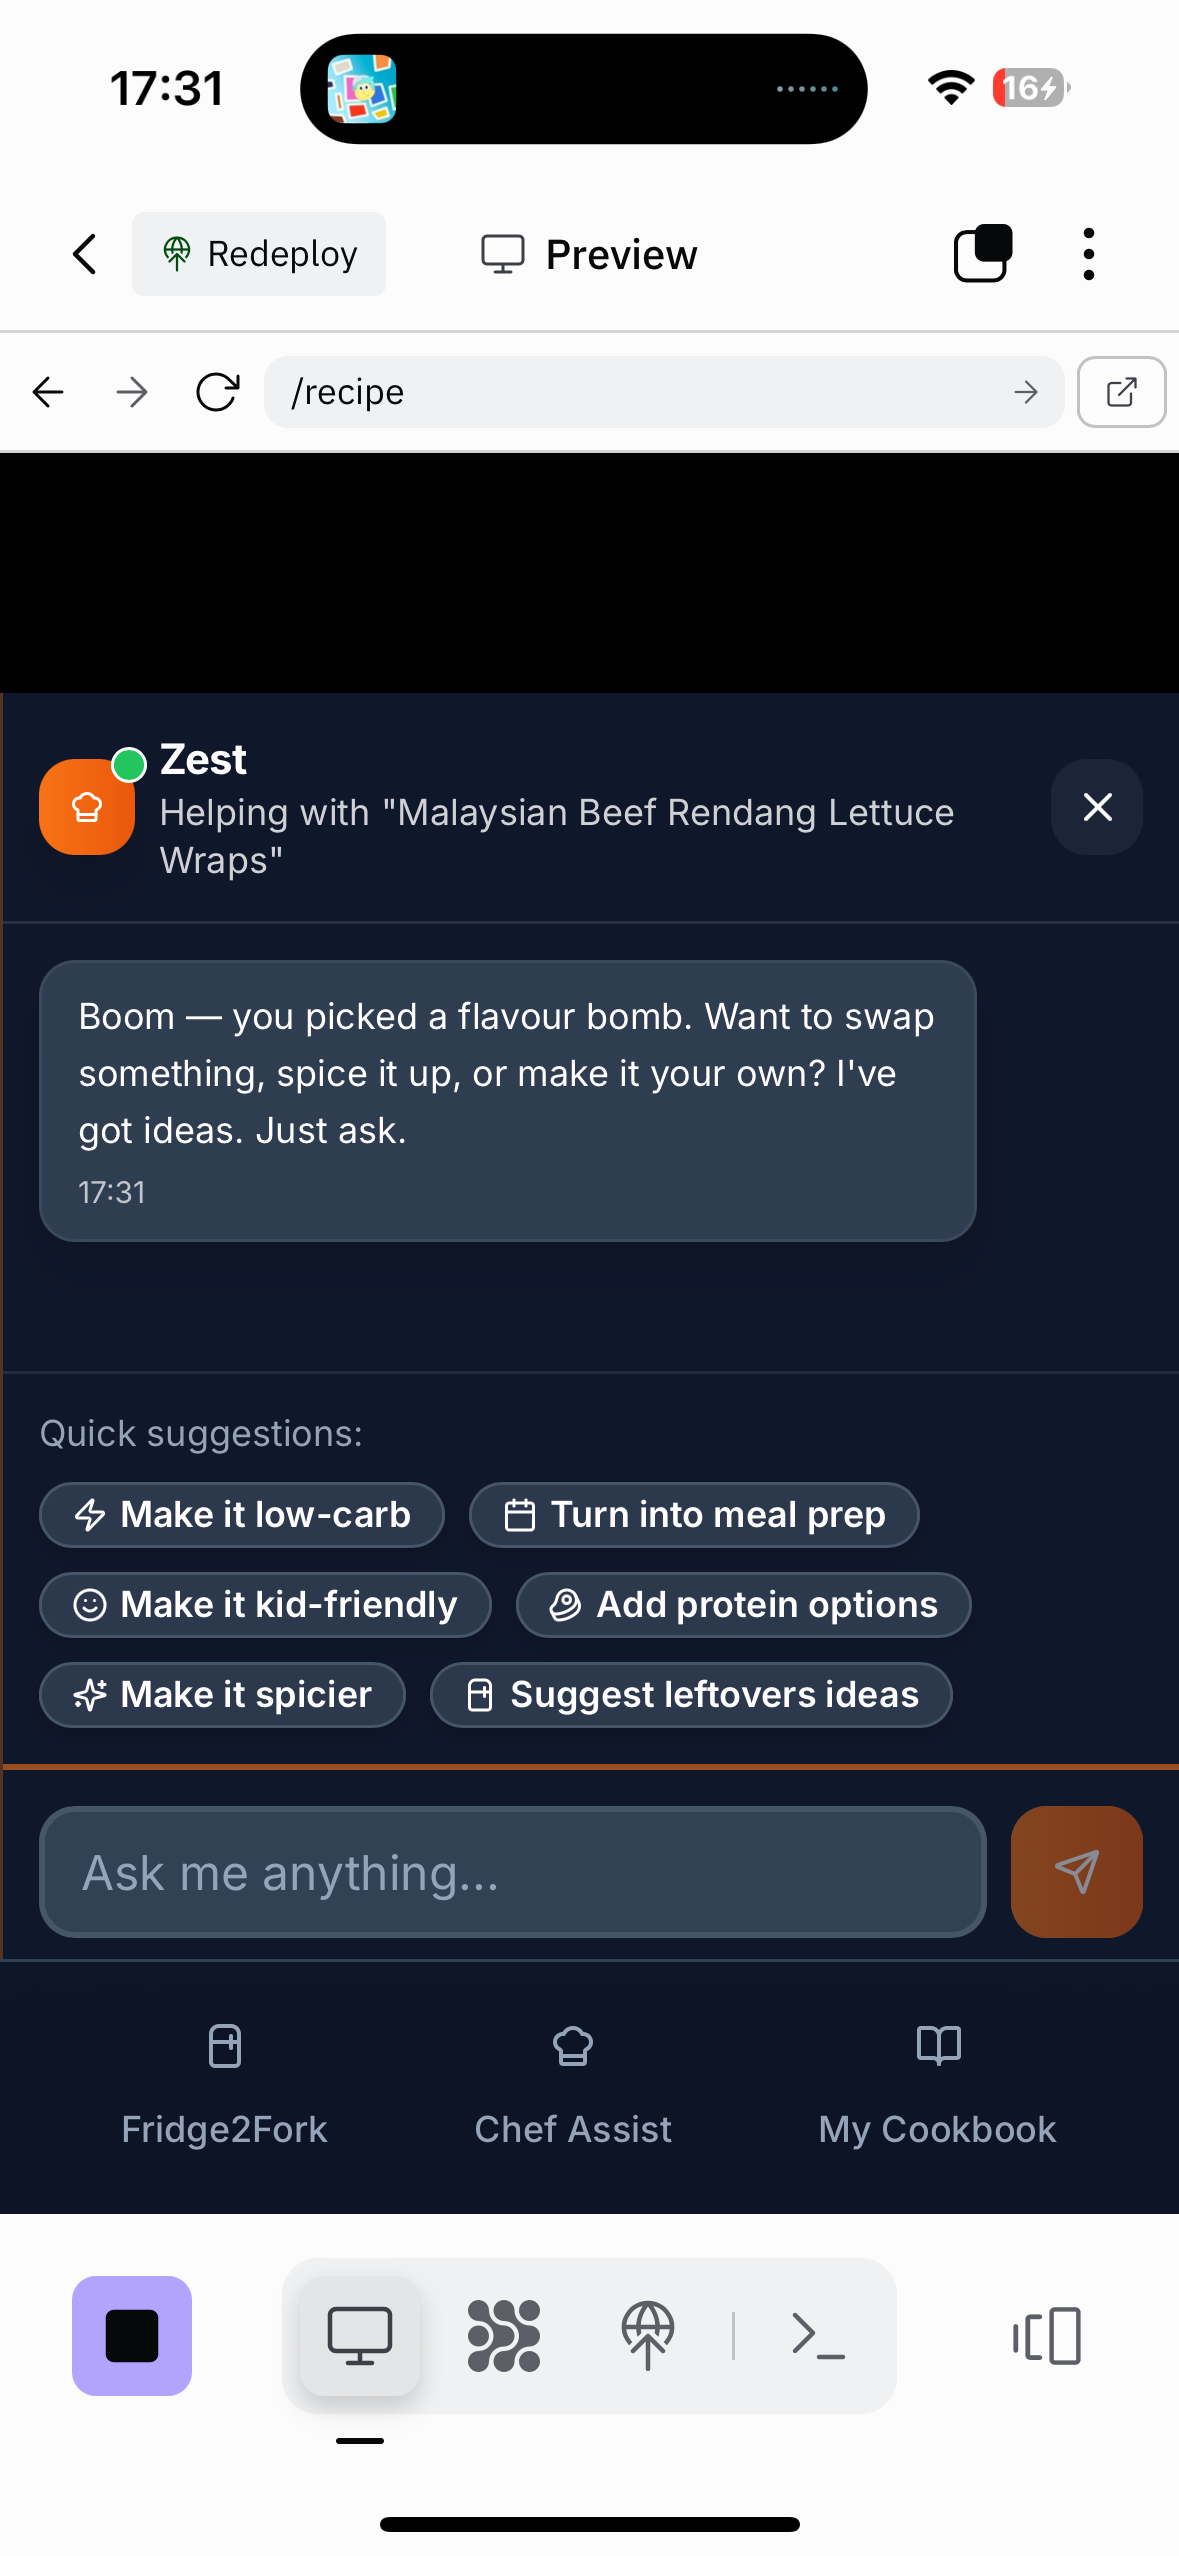 17:31
16
Redeploy
Preview
/recipe
Zest
Helping with "Malaysian Beef Rendang Lettuce
Wraps"
Boom — you picked a flavour bomb. Want to swap
something, spice it up, or make it your own? I've
got ideas. Just ask.
17:31
Quick suggestions:
Make it low-carb
Turn into meal prep
Make it kid-friendly
Add protein options
Make it spicier
Suggest leftovers ideas
Ask me anything...
Fridge2Fork
Chef Assist
My Cookbook